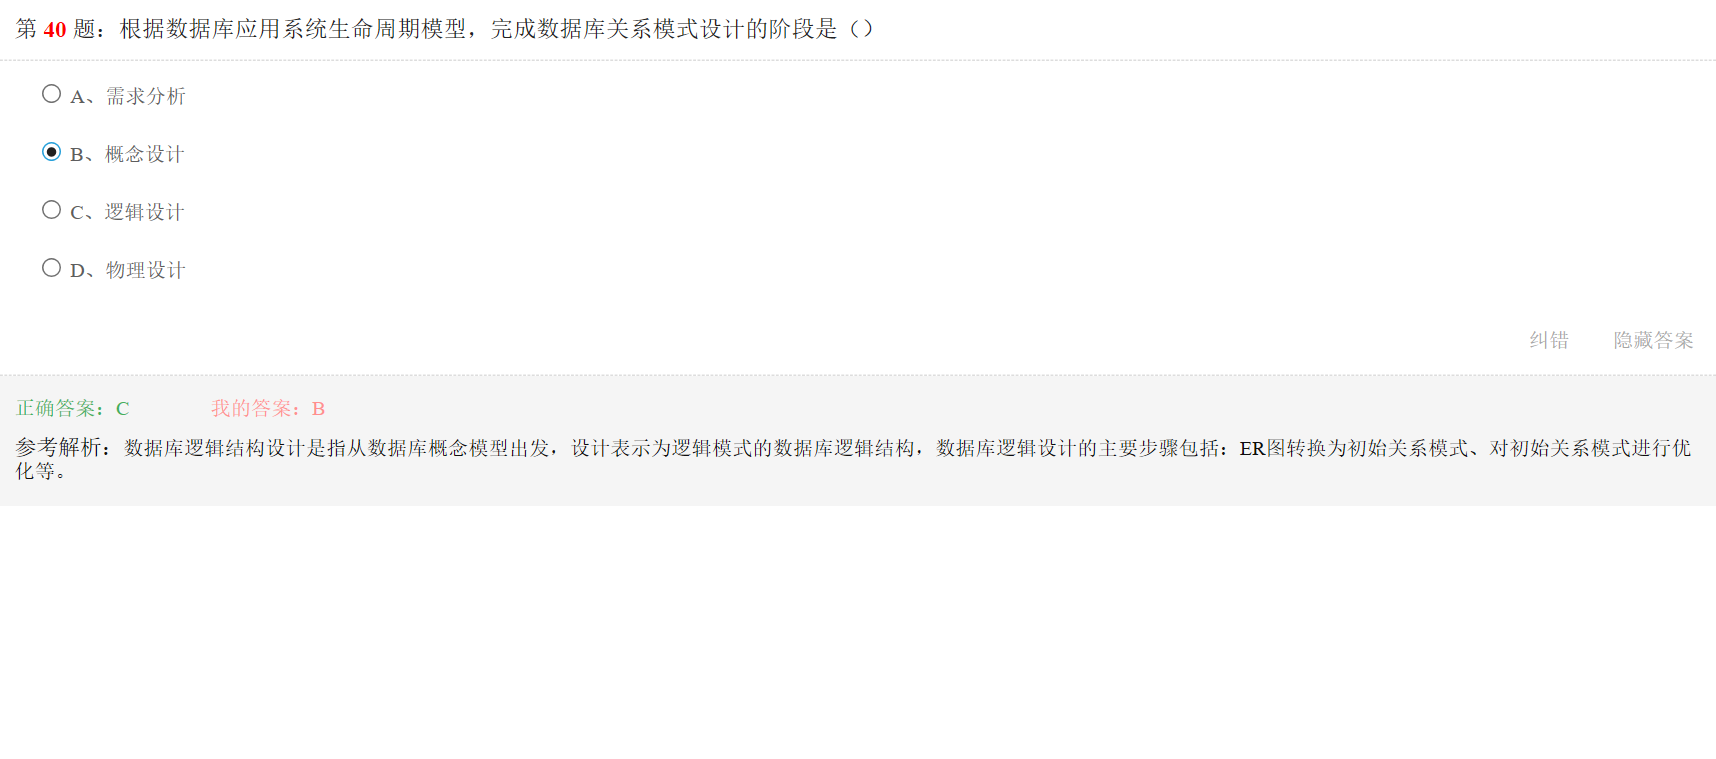 第 40 题：根据数据库应用系统生命周期模型，完成数据库关系模式设计的阶段是（）
A、需求分析
B、概念设计
C、逻辑设计
D、物理设计
纠错 隐藏答案
正确答案：C 我的答案：B
参考解析：数据库逻辑结构设计是指从数据库概念模型出发，设计表示为逻辑模式的数据库逻辑结构，数据库逻辑设计的主要步骤包括：ER图转换为初始关系模式、对初始关系模式进行优
化等。